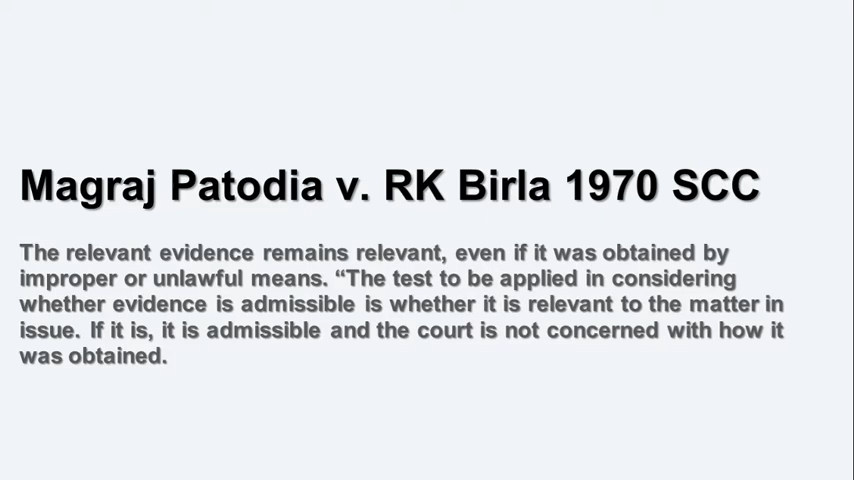 Magraj Patodia v. RK Birla 1970 SCC
The relevant evidence remains relevant, even if it was obtained by
improper or unlawful means. “The test to be applied in considering
whether evidence is admissible is whether it is relevant to the matter in
issue. If it is, it is admissible and the court is not concerned with how it
was obtained.